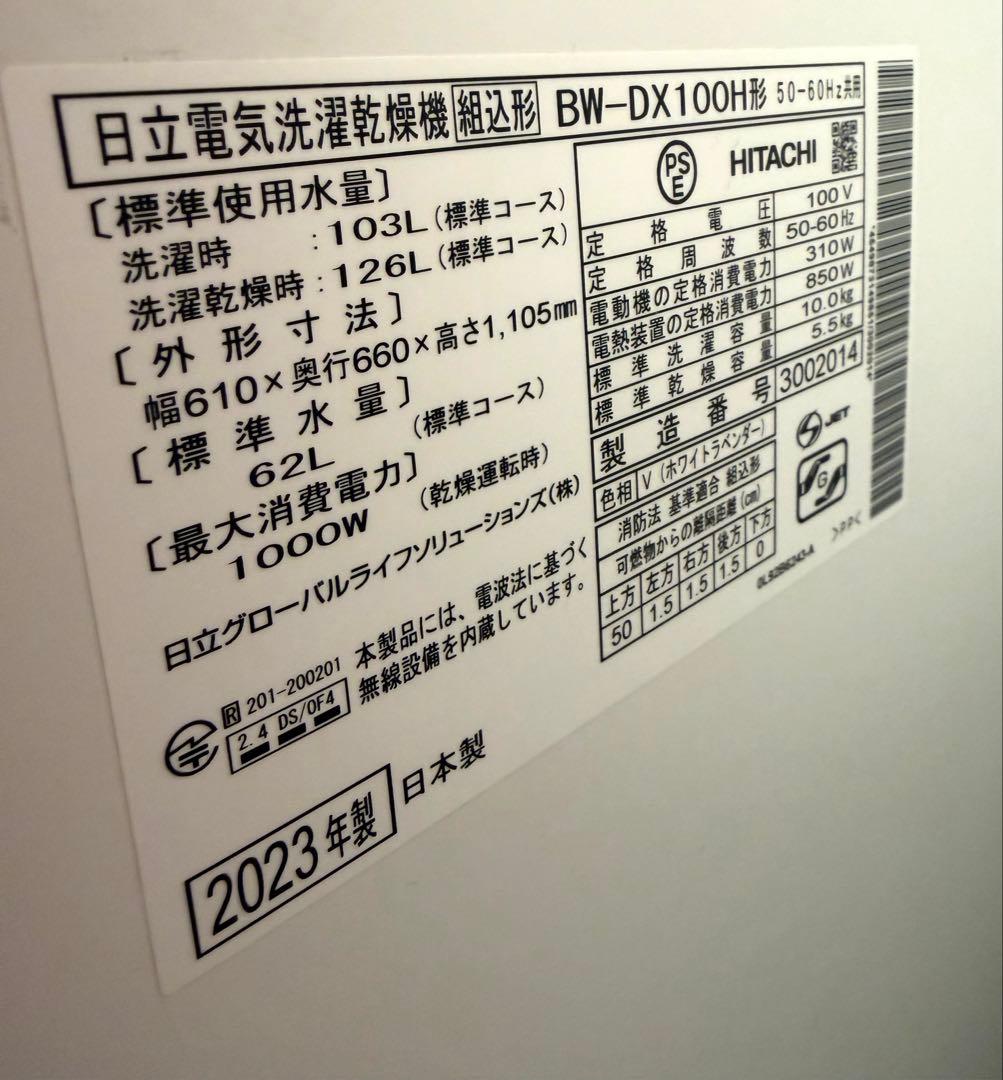 日立電気洗濯乾燥機 組込形 BW-DX100H形 50-60Hz共用
[標準使用水量]
洗濯時 :103L(標準コース)
洗濯乾燥時:126L(標準コース)
[外形寸法]
幅610×奥行660×高さ1,105mm
[標準水量]
62L (標準コース)
[最大消費電力]
1000W (乾燥運転時)
日立グローバルライフソリューションズ(株)
R 201-200201
2.4 DS/OF4
本製品には、電波法に基づく
無線設備を内蔵しています。
2023年製 日本製
PSE HITACHI
定格電圧 100V
定格周波数 50-60Hz
電動機の定格消費電力 310W
電熱装置の定格消費電力 850W
標準洗濯容量 10.0kg
標準乾燥容量 5.5kg
製造番号 3002014
色相 V(ホワイトラベンダー)
消防法 基準適合 組込形
可燃物からの離隔距離(cm)
上方 左方 右方 後方 下方
50 1.5 1.5 1.5 0
S JET
G
>PP<